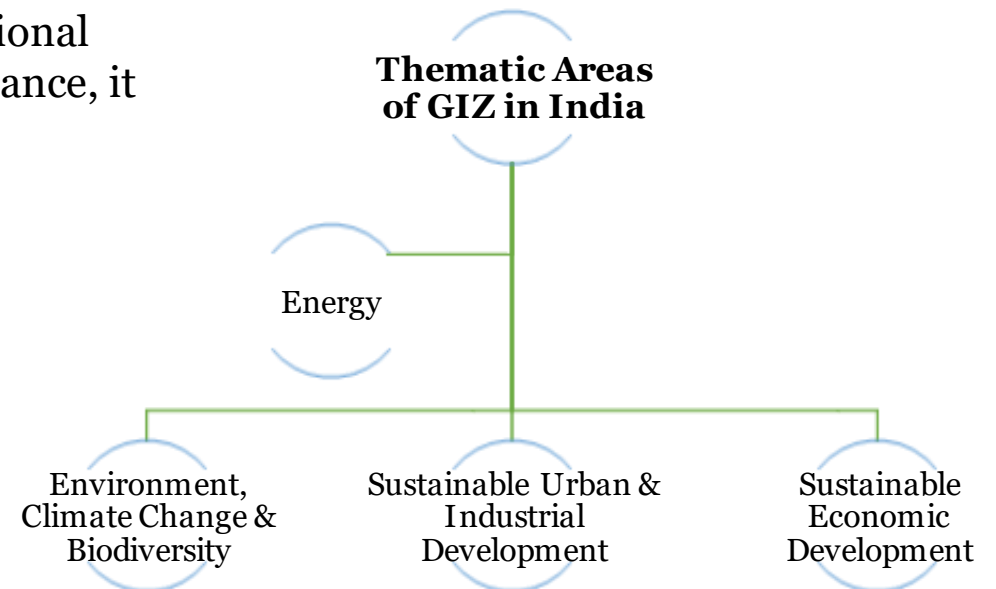 ional
ance, it
Thematic Areas
of GIZ in India
Energy
Environment,
Climate Change &
Biodiversity
Sustainable Urban &
Industrial
Development
Sustainable
Economic
Development